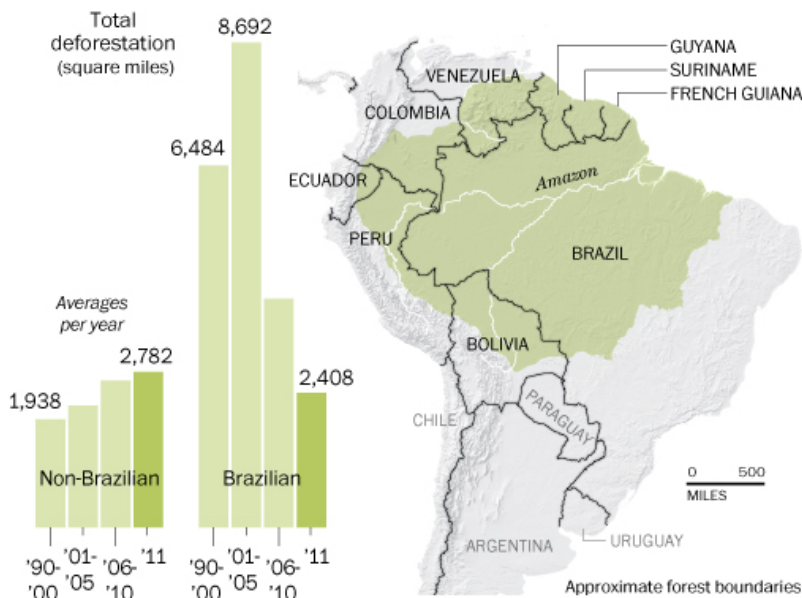 Total
deforestation
(square miles)
8,692
6,484
Averages
per year
2,782
2,408
1,938
Non-Brazilian
Brazilian
'90-
'00
'01-
'05
'06-
'10
'11
'90-
'00
'01-
'05
'06-
'10
'11
GUYANA
SURINAME
FRENCH GUIANA
VENEZUELA
COLOMBIA
ECUADOR
Amazon
PERU
BRAZIL
BOLIVIA
PARAGUAY
CHILE
0 500
MILES
ARGENTINA
URUGUAY
Approximate forest boundaries